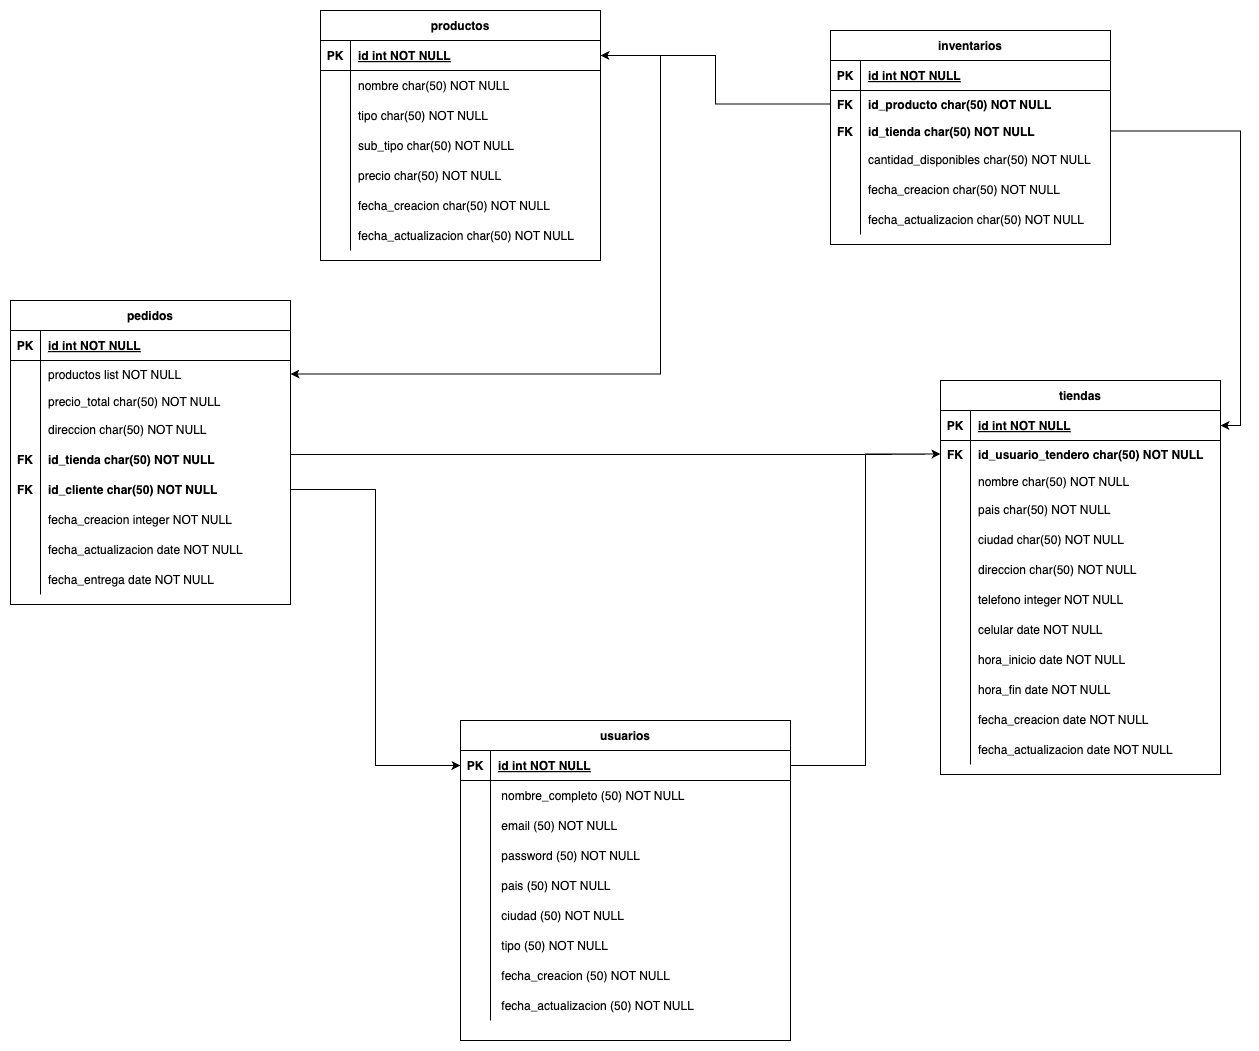 productos
PK id int NOT NULL
nombre char(50) NOT NULL
tipo char(50) NOT NULL
sub_tipo char(50) NOT NULL
precio char(50) NOT NULL
fecha_creacion char(50) NOT NULL
fecha_actualizacion char(50) NOT NULL
inventarios
PK id int NOT NULL
FK id_producto char(50) NOT NULL
FK id_tienda char(50) NOT NULL
cantidad_disponibles char(50) NOT NULL
fecha_creacion char(50) NOT NULL
fecha_actualizacion char(50) NOT NULL
pedidos
PK id int NOT NULL
productos list NOT NULL
precio_total char(50) NOT NULL
direccion char(50) NOT NULL
FK id_tienda char(50) NOT NULL
FK id_cliente char(50) NOT NULL
fecha_creacion integer NOT NULL
fecha_actualizacion date NOT NULL
fecha_entrega date NOT NULL
tiendas
PK id int NOT NULL
FK id_usuario_tendero char(50) NOT NULL
nombre char(50) NOT NULL
pais char(50) NOT NULL
ciudad char(50) NOT NULL
direccion char(50) NOT NULL
telefono integer NOT NULL
celular date NOT NULL
hora_inicio date NOT NULL
hora_fin date NOT NULL
fecha_creacion date NOT NULL
fecha_actualizacion date NOT NULL
usuarios
PK id int NOT NULL
nombre_completo (50) NOT NULL
email (50) NOT NULL
password (50) NOT NULL
pais (50) NOT NULL
ciudad (50) NOT NULL
tipo (50) NOT NULL
fecha_creacion (50) NOT NULL
fecha_actualizacion (50) NOT NULL